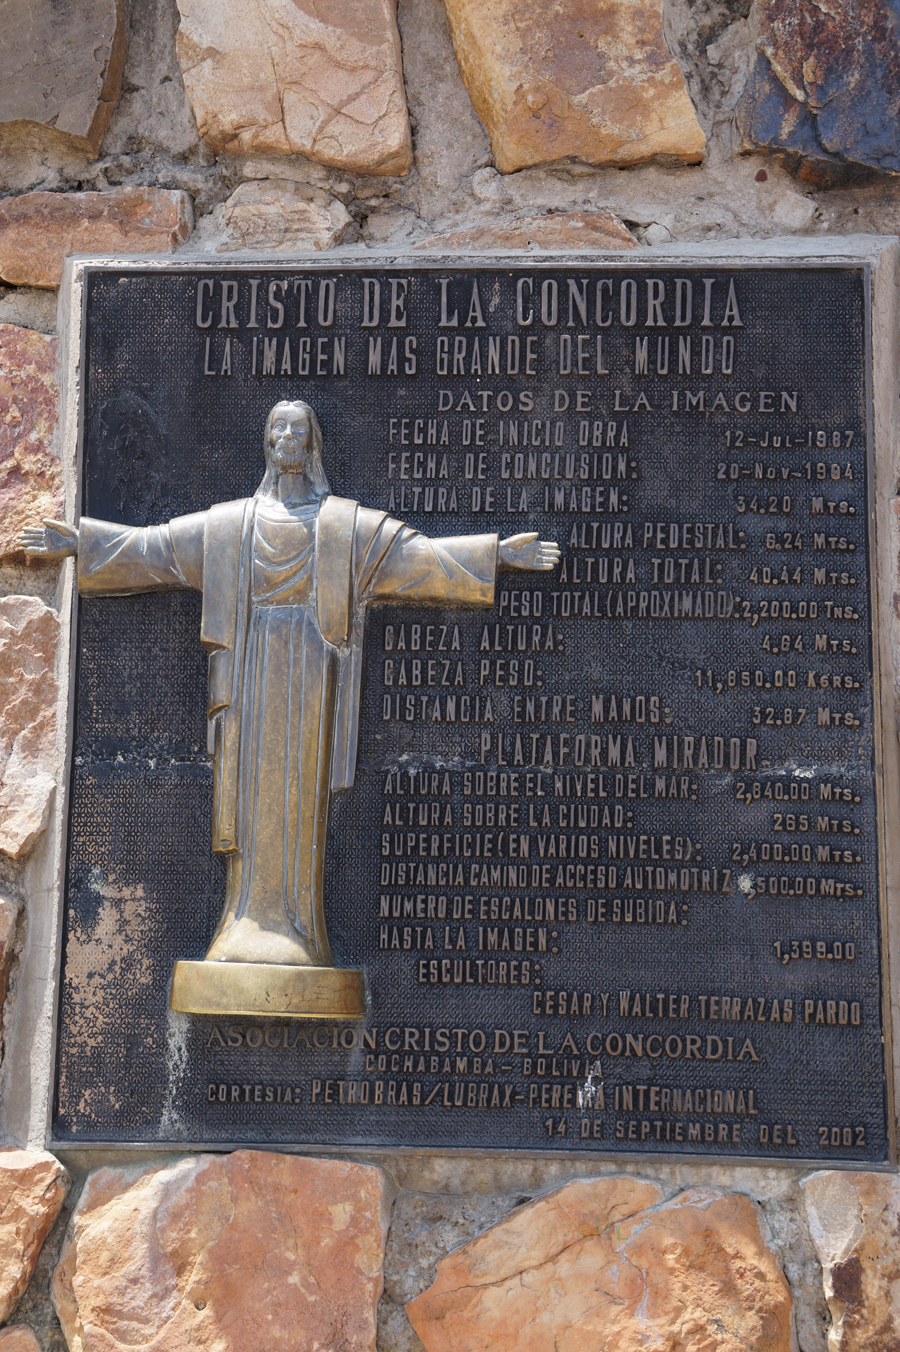 CRISTO DE LA CONCORDIA
LA IMAGEN MAS GRANDE DEL MUNDO
DATOS DE LA IMAGEN
FECHA DE INICIO OBRA 12-JUL-1987
FECHA DE CONCLUSIÓN: 20-NOV-1994
ALTURA DE LA IMAGEN: 34.20 MTS.
ALTURA PEDESTAL: 6.24 MTS.
ALTURA TOTAL: 40.44 MTS.
PESO TOTAL (APROXIMADO): 2,200.00 TNS.
CABEZA ALTURA: 4.64 MTS.
CABEZA PESO: 11,850.00 KGRS.
DISTANCIA ENTRE MANOS: 32.87 MTS.
PLATAFORMA MIRADOR
ALTURA SOBRE EL NIVEL DEL MAR: 2,840.00 MTS.
ALTURA SOBRE LA CIUDAD: 265 MTS.
SUPERFICIE (EN VARIOS NIVELES): 2,400.00 MTS.
DISTANCIA CAMINO DE ACCESO AUTOMOTRIZ ,500.00 MTS.
NUMERO DE ESCALONES DE SUBIDA:
HASTA LA IMAGEN: 1,399.00
ESCULTORES:
CESAR Y WALTER TERRAZAS PARDO
ASOCIACION CRISTO DE LA CONCORDIA
COCHABAMBA - BOLIVIA
CORTESIA: PETROBRAS/LUBRAX-PEREDA INTERNACIONAL
14 DE SEPTIEMBRE DEL 2002